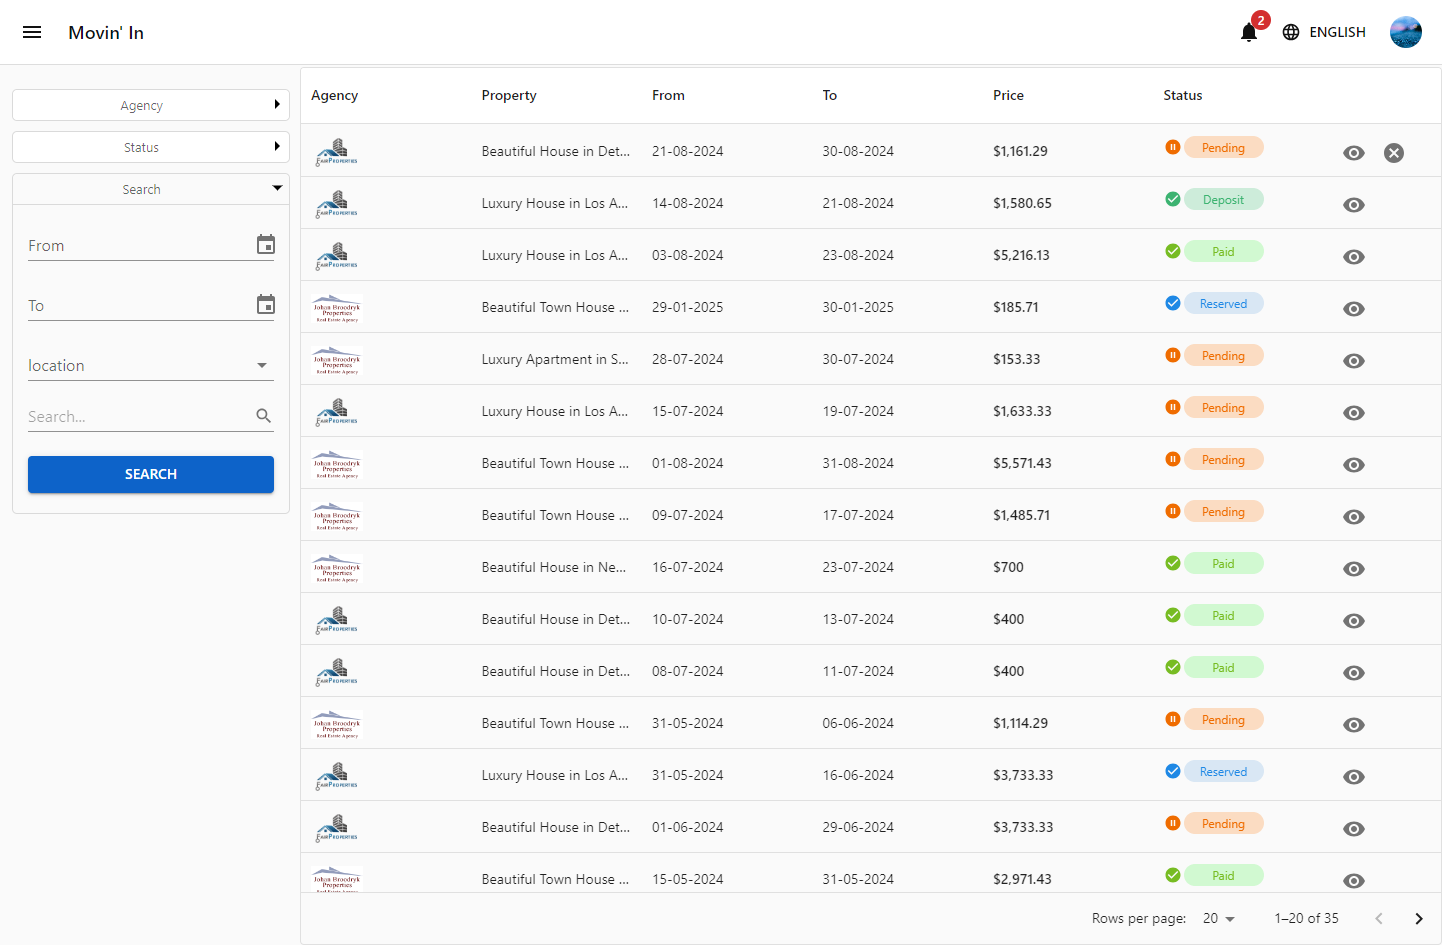 Movin' In
2
ENGLISH
Agency
Status
Search
From
To
location
Search...
SEARCH
Agency Property From To Price Status
FairProperties Beautiful House in Det... 21-08-2024 30-08-2024 $1,161.29 Pending
FairProperties Luxury House in Los A... 14-08-2024 21-08-2024 $1,580.65 Deposit
FairProperties Luxury House in Los A... 03-08-2024 23-08-2024 $5,216.13 Paid
Johan Broodryk Properties Real Estate Agency Beautiful Town House ... 29-01-2025 30-01-2025 $185.71 Reserved
Johan Broodryk Properties Real Estate Agency Luxury Apartment in S... 28-07-2024 30-07-2024 $153.33 Pending
FairProperties Luxury House in Los A... 15-07-2024 19-07-2024 $1,633.33 Pending
Johan Broodryk Properties Real Estate Agency Beautiful Town House ... 01-08-2024 31-08-2024 $5,571.43 Pending
Johan Broodryk Properties Real Estate Agency Beautiful Town House ... 09-07-2024 17-07-2024 $1,485.71 Pending
Johan Broodryk Properties Real Estate Agency Beautiful House in Ne... 16-07-2024 23-07-2024 $700 Paid
FairProperties Beautiful House in Det... 10-07-2024 13-07-2024 $400 Paid
FairProperties Beautiful House in Det... 08-07-2024 11-07-2024 $400 Paid
Johan Broodryk Properties Real Estate Agency Beautiful Town House ... 31-05-2024 06-06-2024 $1,114.29 Pending
FairProperties Luxury House in Los A... 31-05-2024 16-06-2024 $3,733.33 Reserved
FairProperties Beautiful House in Det... 01-06-2024 29-06-2024 $3,733.33 Pending
Johan Broodryk Properties Real Estate Agency Beautiful Town House ... 15-05-2024 31-05-2024 $2,971.43 Paid
Rows per page: 20 1–20 of 35